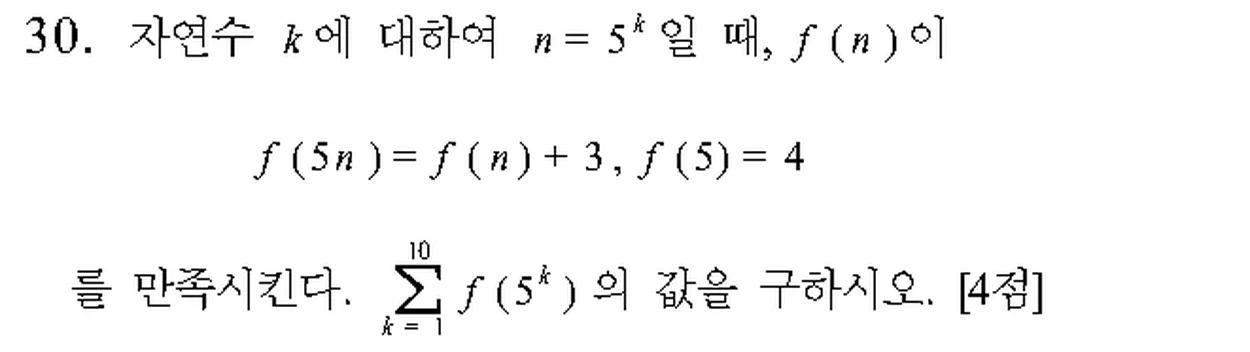 30. 자연수 k에 대하여 n = 5^k일 때, f(n)이
f(5n) = f(n) + 3, f(5) = 4
를 만족시킨다. \sum_{k=1}^{10} f(5^k)의 값을 구하시오. [4점]